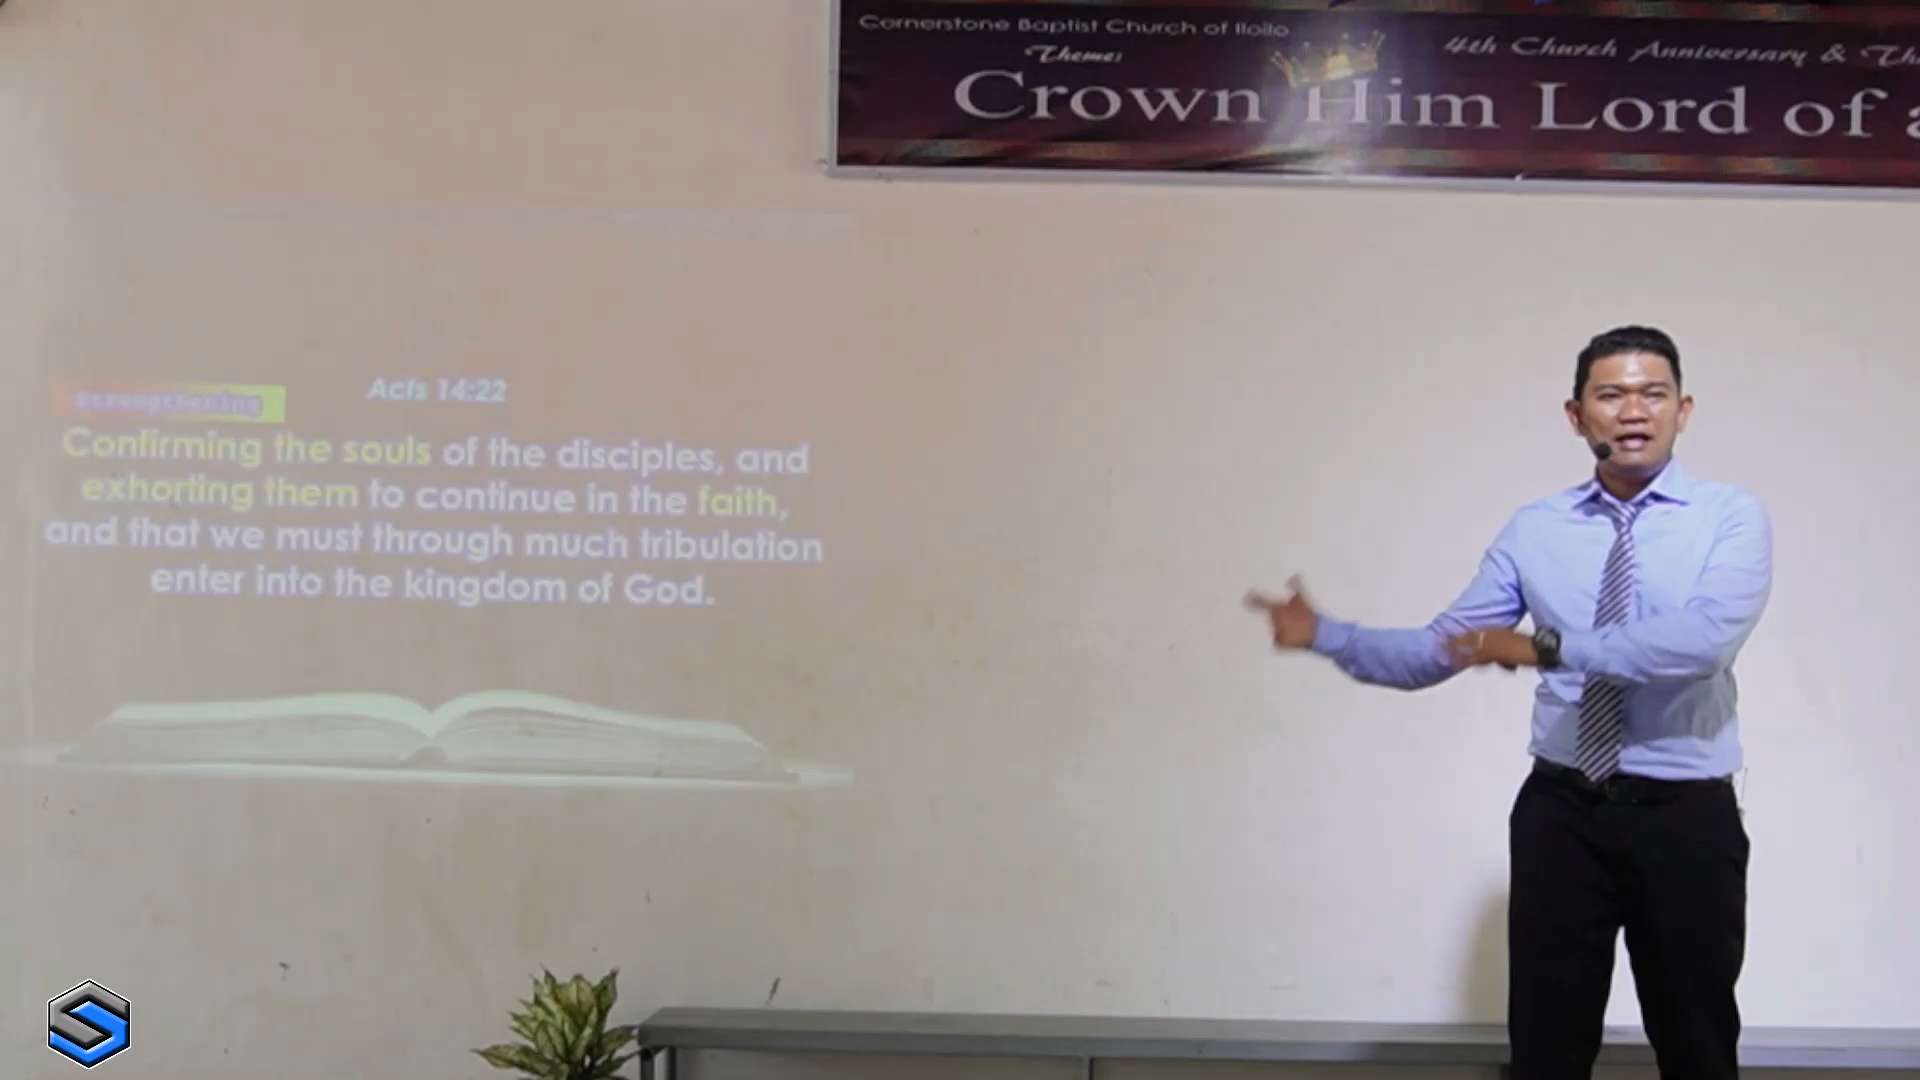 Cornerstone Baptist Church of Iloilo
Theme:
4th Church Anniversary & Th
Crown Him Lord of a
Acts 14:22
strengthening
Confirming the souls of the disciples, and
exhorting them to continue in the faith,
and that we must through much tribulation
enter into the kingdom of God.